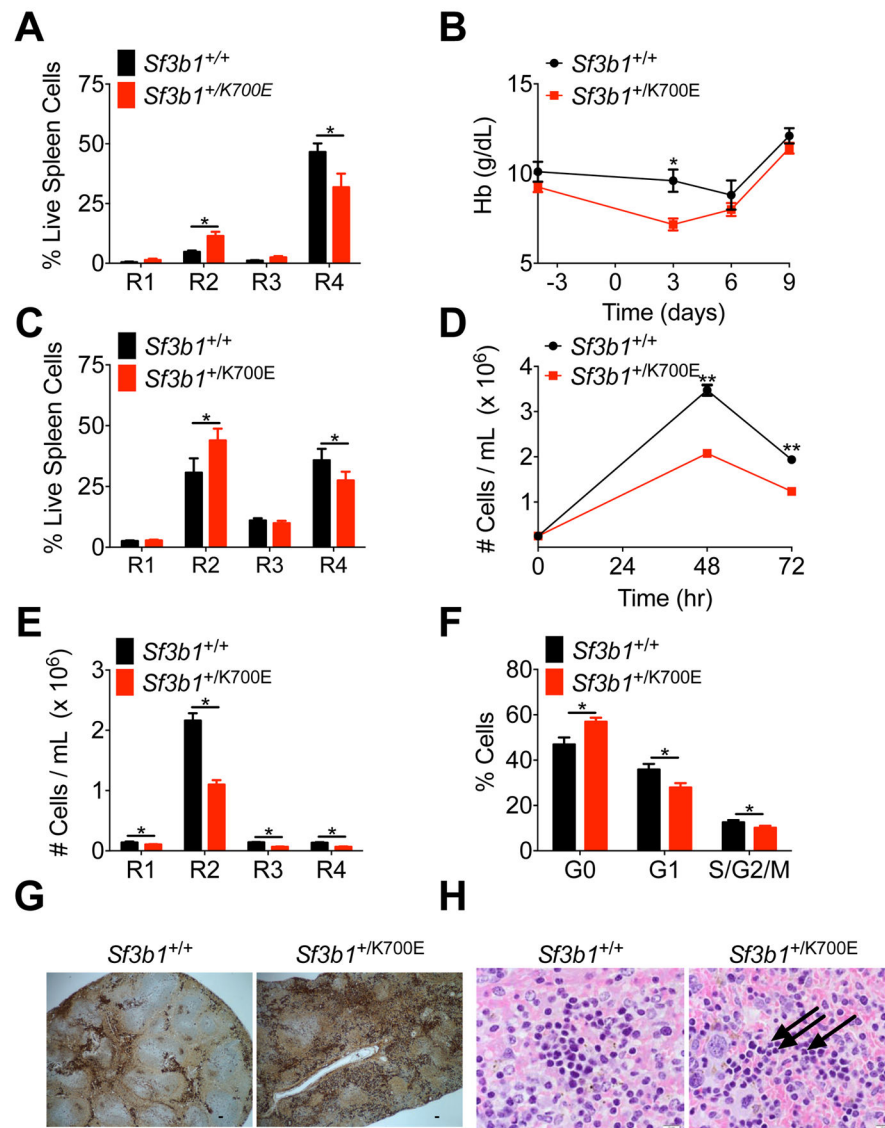 A
Sf3b1+/+
Sf3b1+/K700E
% Live Spleen Cells
75
50
25
0
* *
R1 R2 R3 R4
B
Sf3b1+/+
Sf3b1+/K700E
Hb (g/dL)
15
10
5
*
-3 0 3 6 9
Time (days)
C
Sf3b1+/+
Sf3b1+/K700E
% Live Spleen Cells
75
50
25
0
* *
R1 R2 R3 R4
D
Sf3b1+/+
Sf3b1+/K700E
# Cells / mL (x 10⁶)
4
3
2
1
** **
0 24 48 72
Time (hr)
E
Sf3b1+/+
Sf3b1+/K700E
# Cells / mL (x 10⁶)
3
2
1
0
* * * *
R1 R2 R3 R4
F
Sf3b1+/+
Sf3b1+/K700E
% Cells
80
60
40
20
0
* * *
G0 G1 S/G2/M
G
Sf3b1+/+ Sf3b1+/K700E
H
Sf3b1+/+ Sf3b1+/K700E